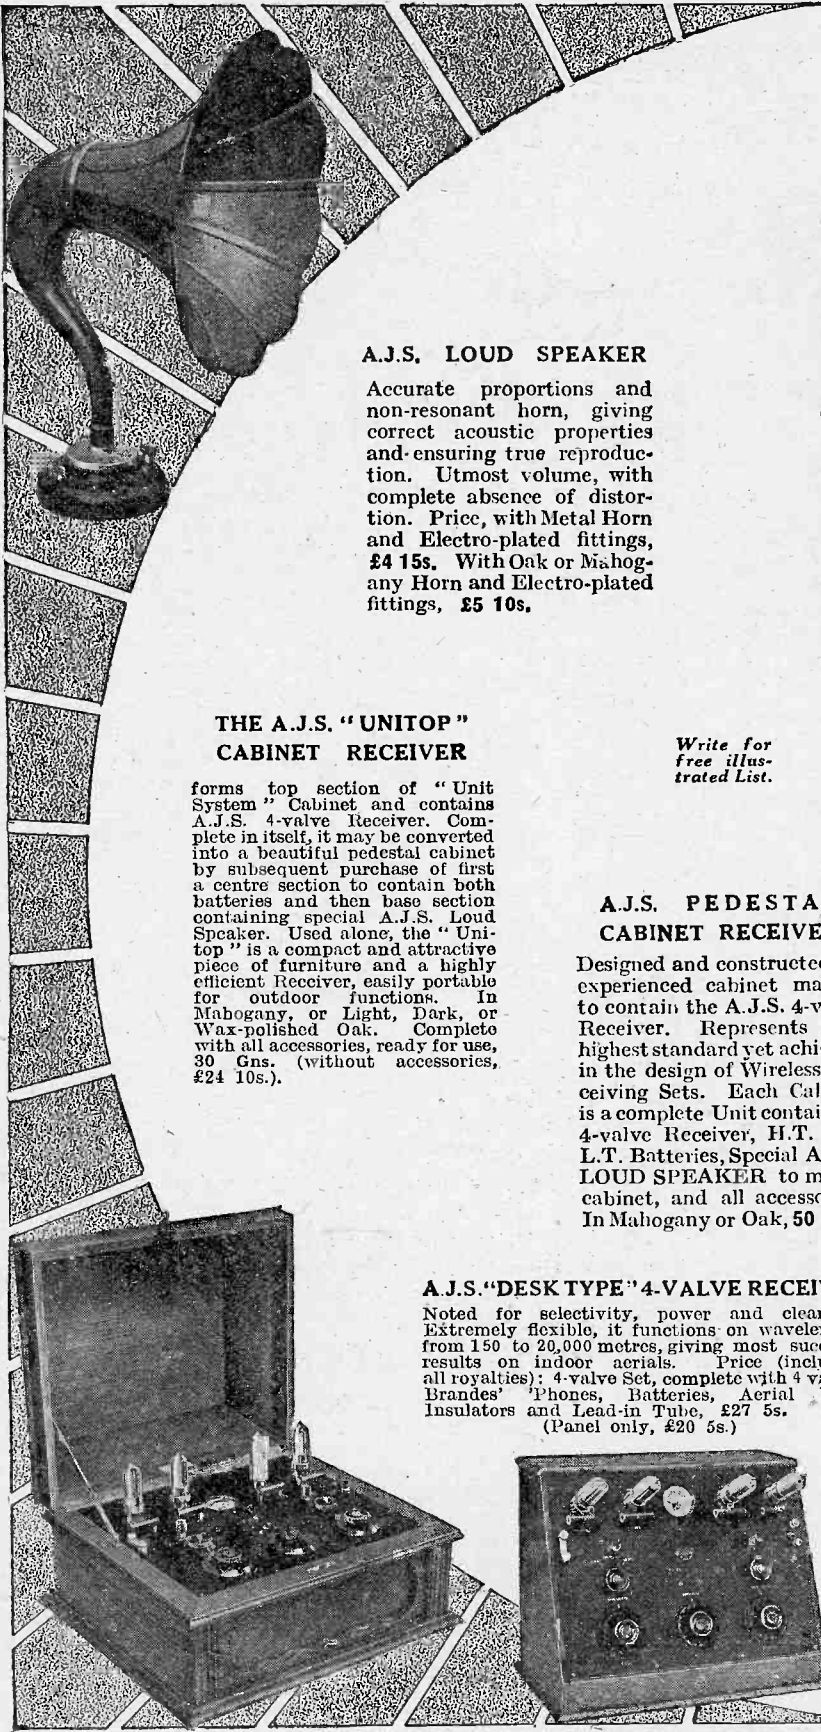 A.J.S. LOUD SPEAKER
Accurate proportions and
non-resonant horn, giving
correct acoustic properties
and ensuring true reproduc-
tion. Utmost volume, with
complete absence of distor-
tion. Price, with Metal Horn
and Electro-plated fittings,
£4 15s. With Oak or Mahog-
any Horn and Electro-plated
fittings, £5 10s.
THE A.J.S. "UNITOP"
CABINET RECEIVER
forms top section of "Unit
System" Cabinet and contains
A.J.S. 4-valve Receiver. Com-
plete in itself, it may be converted
into a beautiful pedestal cabinet
by subsequent purchase of first
a centre section to contain both
batteries and then base section
containing special A.J.S. Loud
Speaker. Used alone, the "Uni-
top" is a compact and attractive
piece of furniture and a highly
efficient Receiver, easily portable
for outdoor functions. In
Mahogany, or Light, Dark, or
Wax-polished Oak. Complete
with all accessories, ready for use,
30 Gns. (without accessories,
£24 10s.).
Write for
free illus-
trated List.
A.J.S. PEDESTA
CABINET RECEIVE
Designed and constructe
experienced cabinet ma
to contain the A.J.S. 4-v
Receiver. Represents
highest standard yet achi
in the design of Wireless
ceiving Sets. Each Ca
is a complete Unit contai
4-valve Receiver, H.T.
L.T. Batteries, Special A
LOUD SPEAKER to m
cabinet, and all accesso
In Mahogany or Oak, 50
A.J.S. "DESK TYPE" 4-VALVE RECEI
Noted for selectivity, power and clear
Extremely flexible, it functions on wavele
from 150 to 20,000 metres, giving most suc
results on indoor aerials. Price (incl
all royalties): 4-valve Set, complete with 4 v
Brandes' 'Phones, Batteries, Aerial
Insulators and Lead-in Tube, £27 5s.
(Panel only, £20 5s.)